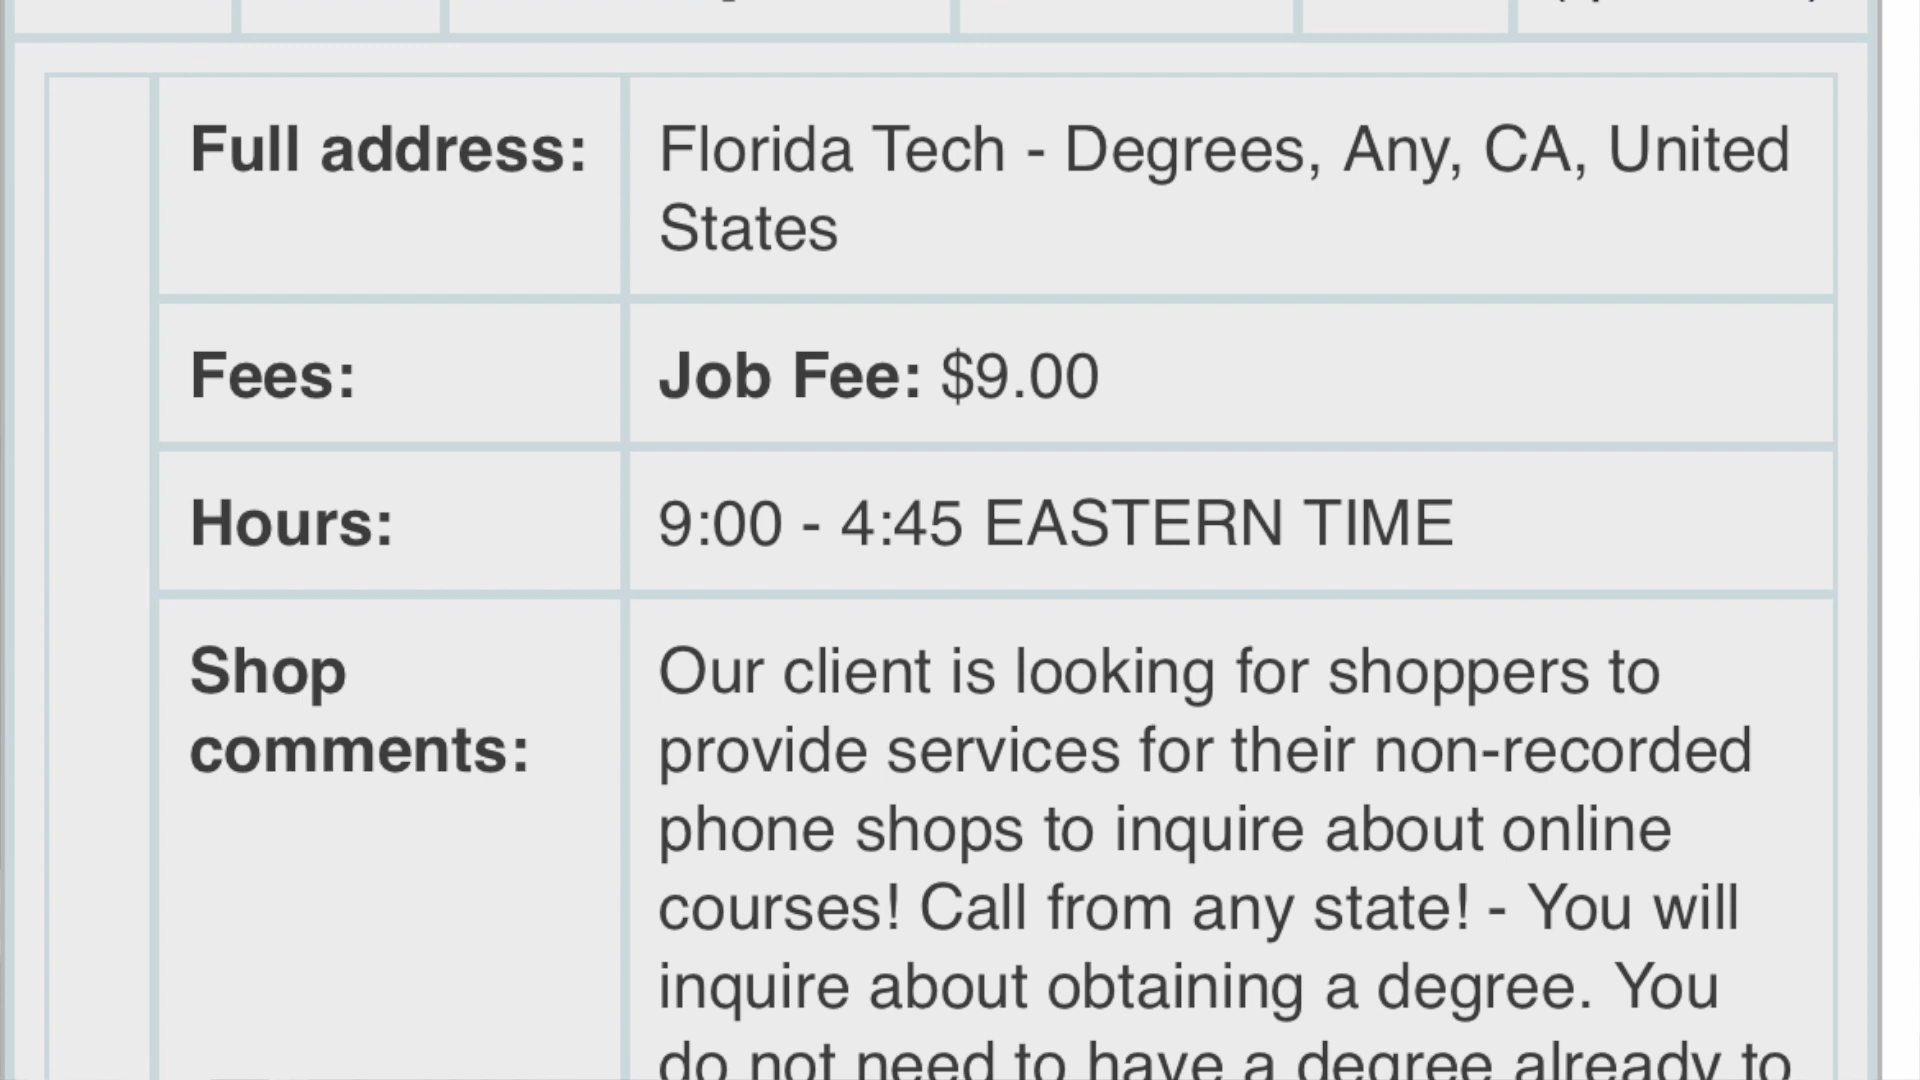 Full address:
Florida Tech - Degrees, Any, CA, United
States
Fees:
Job Fee: $9.00
Hours:
9:00 - 4:45 EASTERN TIME
Shop
comments:
Our client is looking for shoppers to
provide services for their non-recorded
phone shops to inquire about online
courses! Call from any state! - You will
inquire about obtaining a degree. You
do not need to have a degree already to